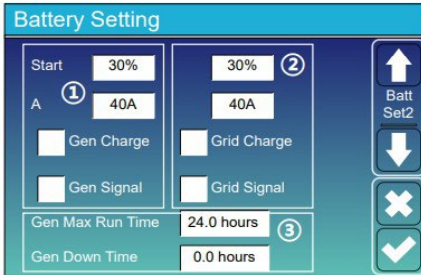 Battery Setting
Start 30% 30% ②
A ① 40A 40A
Gen Charge Grid Charge
Gen Signal Grid Signal
Gen Max Run Time 24.0 hours ③
Gen Down Time 0.0 hours
Batt
Set2